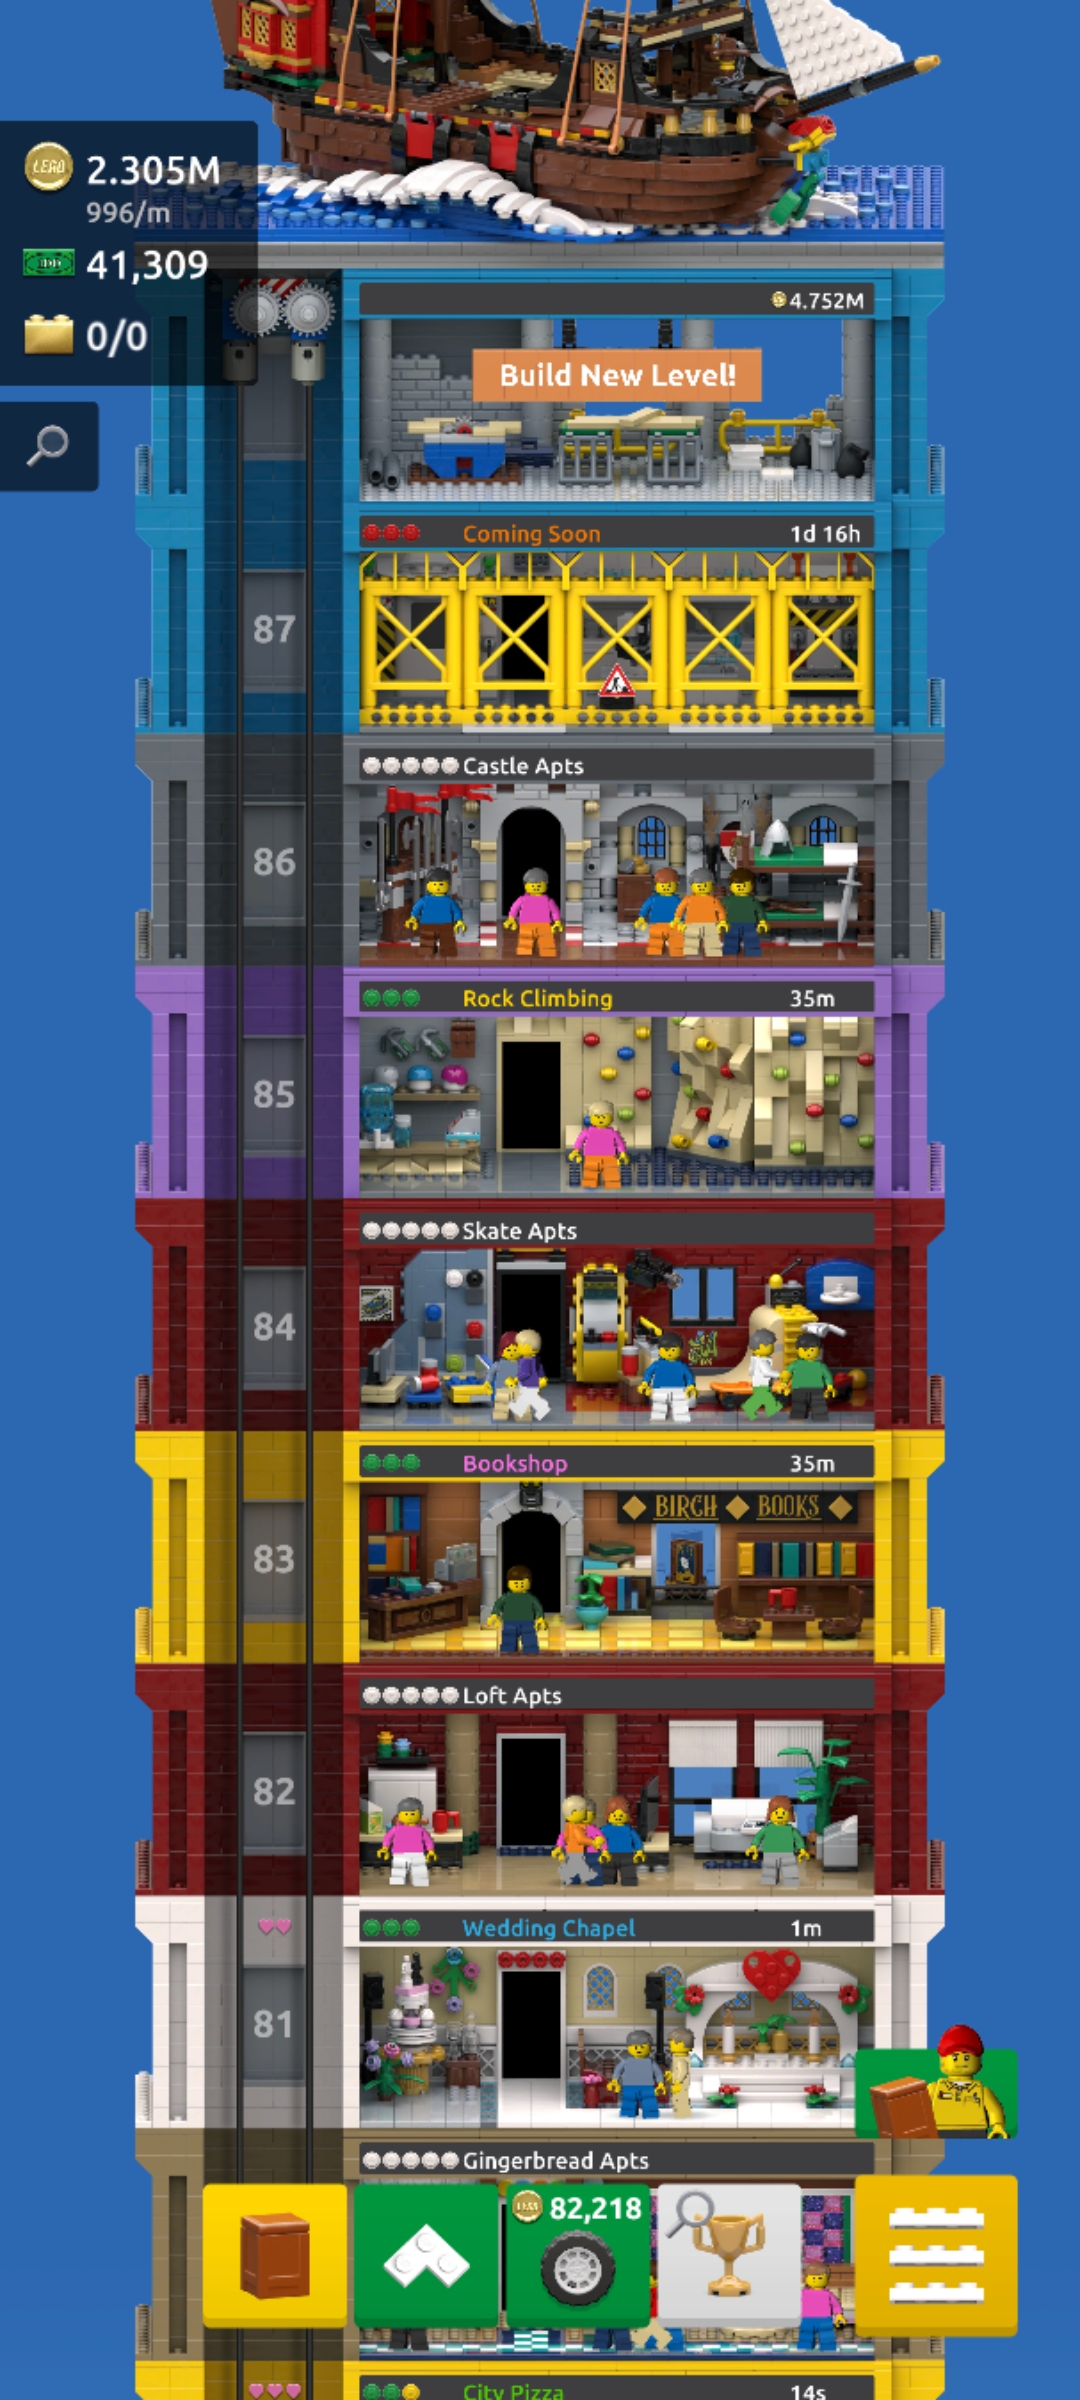 LEGO 2.305M
996/m
41,309
0/0
4.752M
Build New Level!
Coming Soon 1d 16h
87
Castle Apts
86
Rock Climbing 35m
85
Skate Apts
84
Bookshop 35m
BIRCH BOOKS
83
Loft Apts
82
Wedding Chapel 1m
81
Gingerbread Apts
82,218
City Pizza 14s